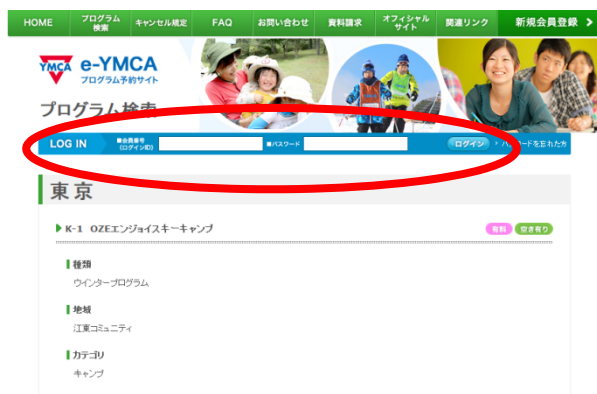 HOME プログラム検索 キャンセル規定 FAQ お問い合わせ 資料請求 オフィシャルサイト 関連リンク 新規会員登録 >
YMCA e-YMCA
プログラム予約サイト
プログラム検索
LOG IN ■会員番号(ログインID) ■パスワード ログイン パスワードを忘れた方
東京
K-1 OZEエンジョイスキーキャンプ 有料 空き有り
種類
ウインタープログラム
地域
江東コミュニティ
カテゴリ
キャンプ